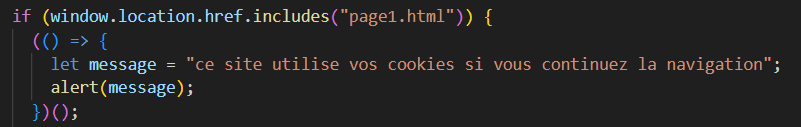 if (window.location.href.includes("page1.html")) {
(() => {
let message = "ce site utilise vos cookies si vous continuez la navigation";
alert(message);
})();